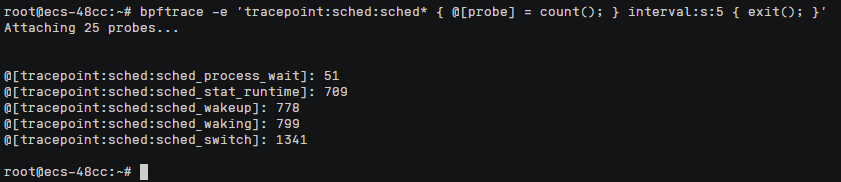 root@ecs-48cc:~# bpftrace -e 'tracepoint:sched:sched* { @[probe] = count(); } interval:s:5 { exit(); }'
Attaching 25 probes...
@[tracepoint:sched:sched_process_wait]: 51
@[tracepoint:sched:sched_stat_runtime]: 709
@[tracepoint:sched:sched_wakeup]: 778
@[tracepoint:sched:sched_waking]: 799
@[tracepoint:sched:sched_switch]: 1341
root@ecs-48cc:~#